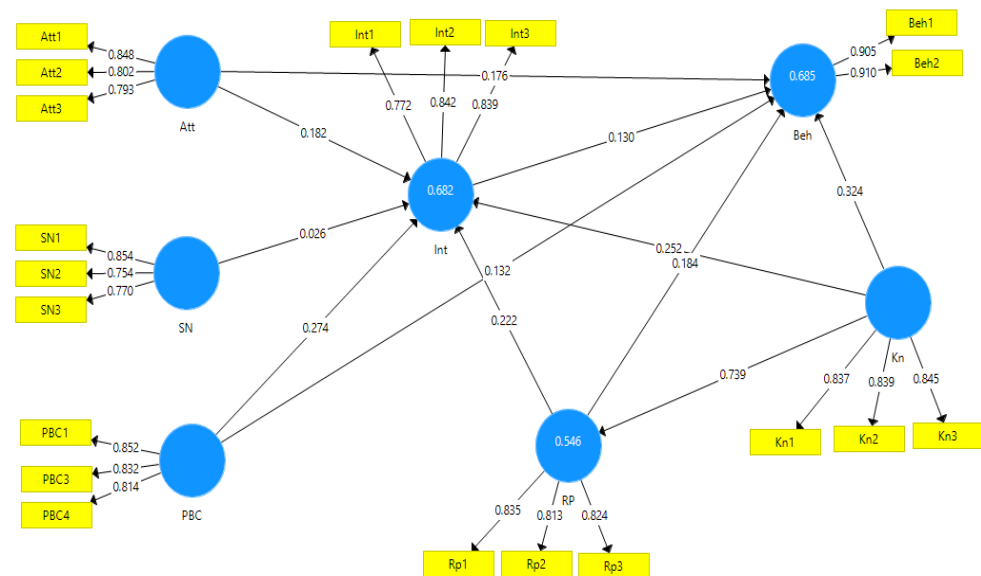 Att1
Att2
Att3
0.848
0.802
0.793
Att
Int1
Int2
Int3
0.772
0.842
0.839
0.682
Int
Beh1
Beh2
0.905
0.910
0.685
Beh
0.176
0.182
0.130
0.324
SN1
SN2
SN3
0.854
0.754
0.770
SN
0.026
0.252
0.184
0.132
0.274
0.222
0.739
Kn
0.837
0.839
0.845
Kn1
Kn2
Kn3
PBC1
PBC3
PBC4
0.852
0.832
0.814
PBC
0.546
RP
0.835
0.813
0.824
Rp1
Rp2
Rp3